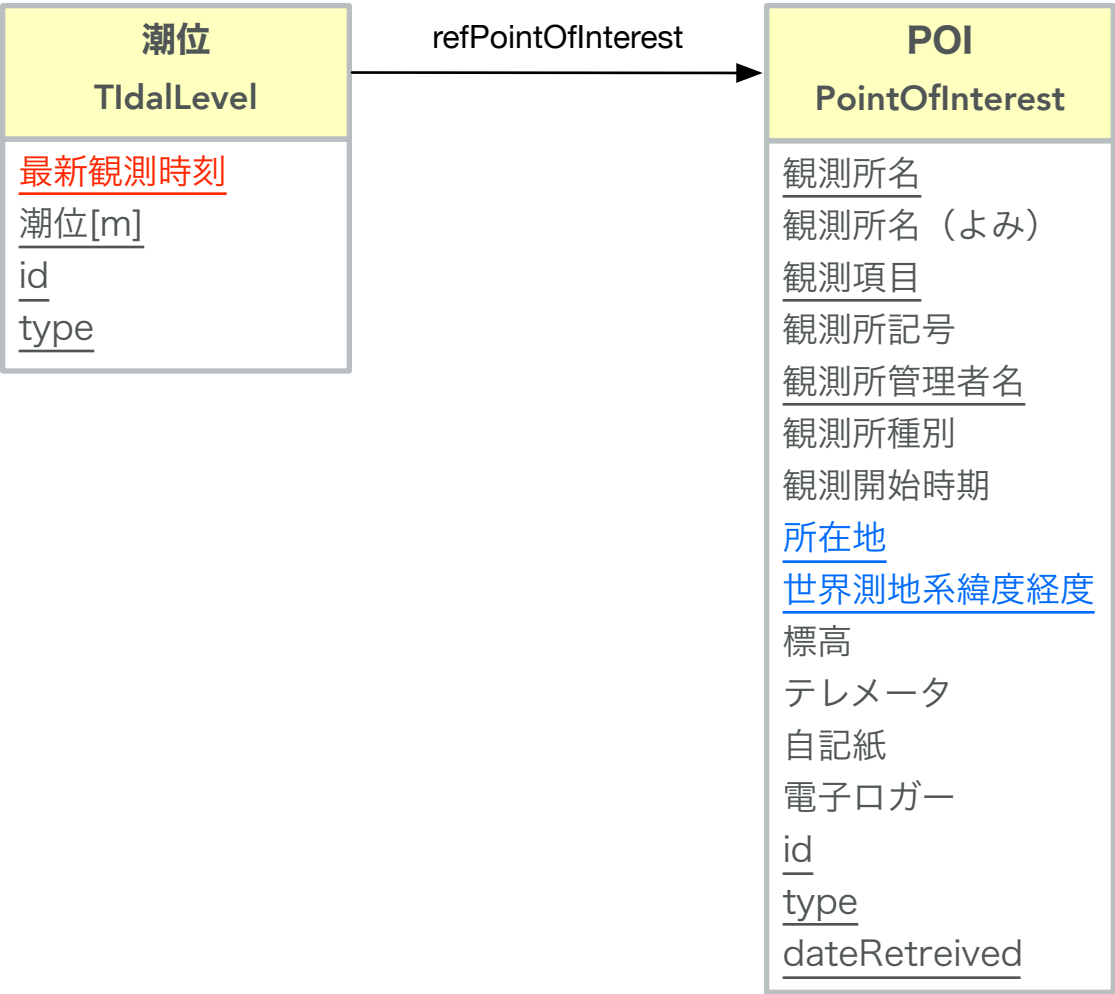 潮位
TIdalLevel
最新観測時刻
潮位[m]
id
type
refPointOfInterest
POI
PointOfInterest
観測所名
観測所名（よみ）
観測項目
観測所記号
観測所管理者名
観測所種別
観測開始時期
所在地
世界測地系緯度経度
標高
テレメータ
自記紙
電子ロガー
id
type
dateRetreived